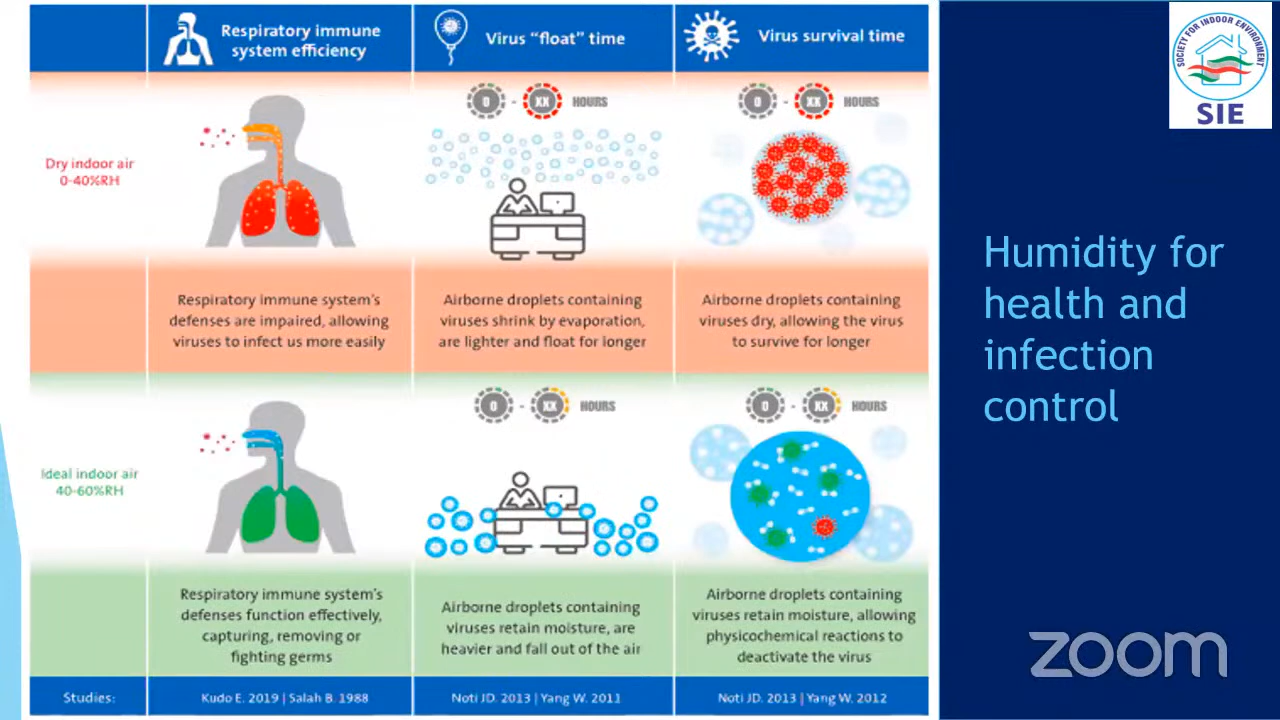 Respiratory immune
system efficiency
Virus "float" time
Virus survival time
Dry indoor air
0-40%RH
0 - XX HOURS
0 - XX HOURS
Respiratory immune system's
defenses are impaired, allowing
viruses to infect us more easily
Airborne droplets containing
viruses shrink by evaporation,
are lighter and float for longer
Airborne droplets containing
viruses dry, allowing the virus
to survive for longer
Ideal indoor air
40-60%RH
0 - XX HOURS
0 - XX HOURS
Respiratory immune system's
defenses function effectively,
capturing, removing or
fighting germs
Airborne droplets containing
viruses retain moisture, are
heavier and fall out of the air
Airborne droplets containing
viruses retain moisture, allowing
physicochemical reactions to
deactivate the virus
Studies:
Kudo E. 2019 | Salah B. 1988
Noti JD. 2013 | Yang W. 2011
Noti JD. 2013 | Yang W. 2012
SOCIETY FOR INDOOR ENVIRONMENT
SIE
Humidity for
health and
infection
control
zoom